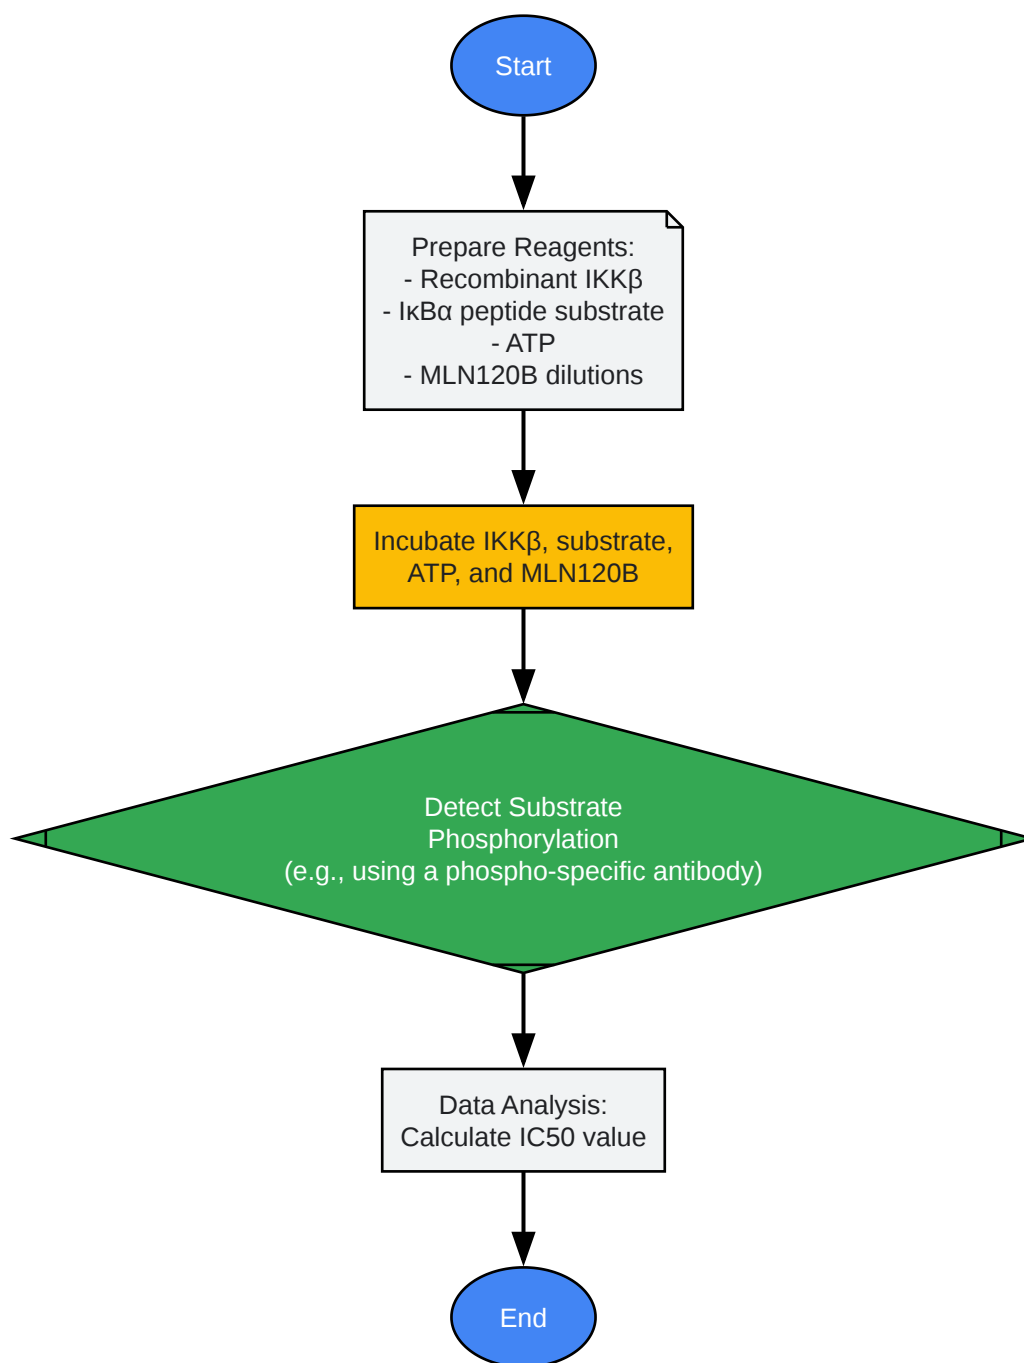 Start
Prepare Reagents:
- Recombinant IKKβ
- IκBα peptide substrate
- ATP
- MLN120B dilutions
Incubate IKKβ, substrate,
ATP, and MLN120B
Detect Substrate
Phosphorylation
(e.g., using a phospho-specific antibody)
Data Analysis:
Calculate IC50 value
End